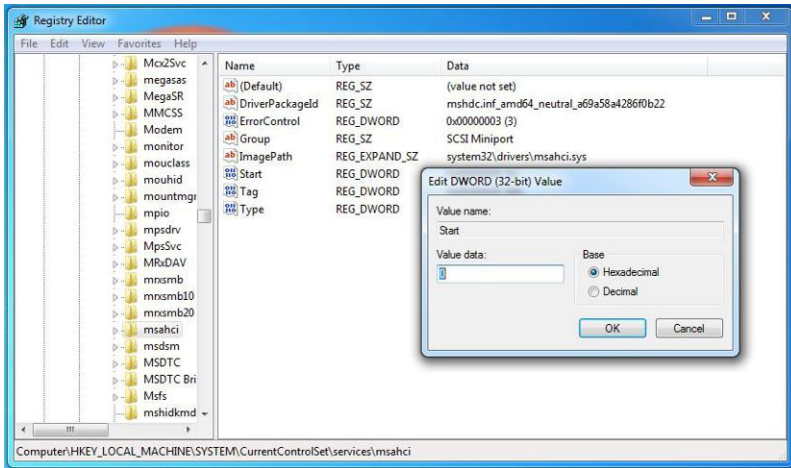 Registry Editor
File Edit View Favorites Help
Mcx2Svc
megasas
MegaSR
MMCSS
Modem
monitor
mouclass
mouhid
mountmgr
mpio
mpsdrv
MpsSvc
MRxDAV
mrxsmb
mrxsmb10
mrxsmb20
msahci
msdsm
MSDTC
MSDTC Bri
Msfs
mshidkmd
Name Type Data
(Default) REG_SZ (value not set)
DriverPackageId REG_SZ mshdc.inf_amd64_neutral_a69a58a4286f0b22
ErrorControl REG_DWORD 0x00000003 (3)
Group REG_SZ SCSI Miniport
ImagePath REG_EXPAND_SZ system32\drivers\msahci.sys
Start REG_DWORD
Tag REG_DWORD
Type REG_DWORD
Edit DWORD (32-bit) Value
Value name:
Start
Value data:
0
Base
Hexadecimal
Decimal
OK Cancel
Computer\HKEY_LOCAL_MACHINE\SYSTEM\CurrentControlSet\services\msahci